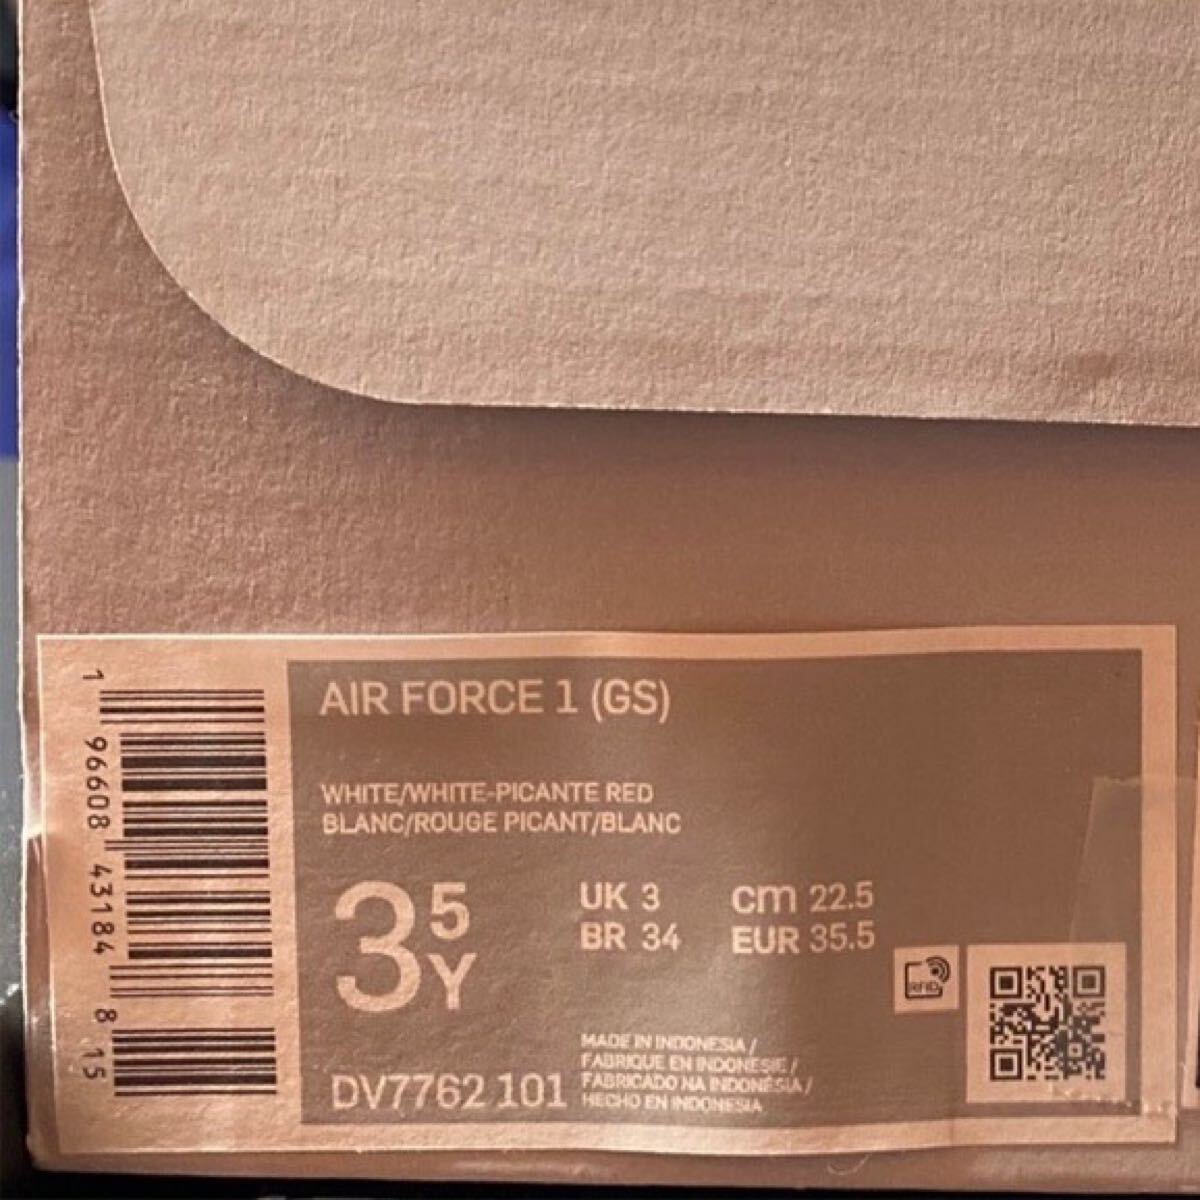 AIR FORCE 1 (GS)
WHITE/WHITE-PICANTE RED
BLANC/ROUGE PICANT/BLANC
3 5 Y
UK 3
cm 22.5
BR 34
EUR 35.5
RFID
MADE IN INDONESIA /
FABRIQUE EN INDONESIE /
FABRICADO NA INDONÉSIA /
HECHO EN INDONESIA
DV7762 101
1 96608 43184 8 15